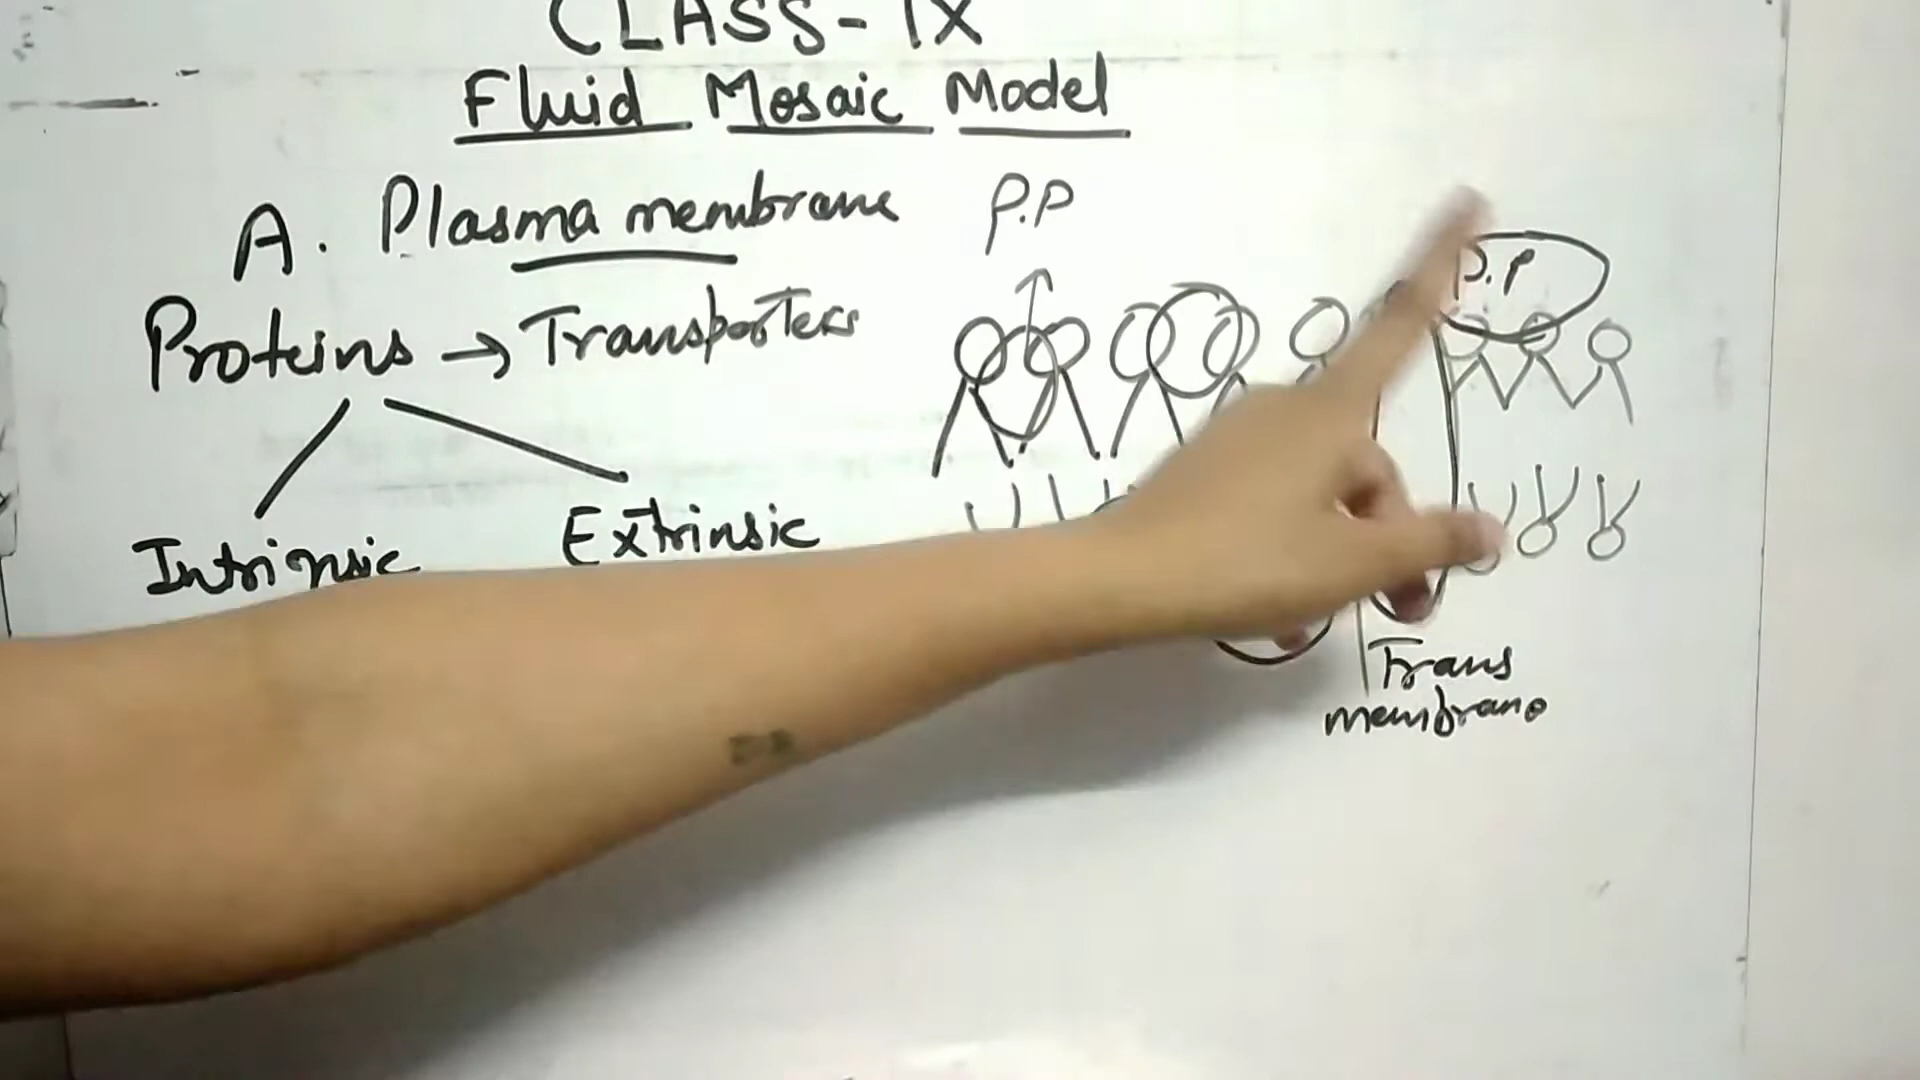 CLASS-IX
Fluid Mosaic Model
A. Plasma membrane
P.P
P.P
Proteins → Transporters
Intrinsic
Extrinsic
Trans
membrane